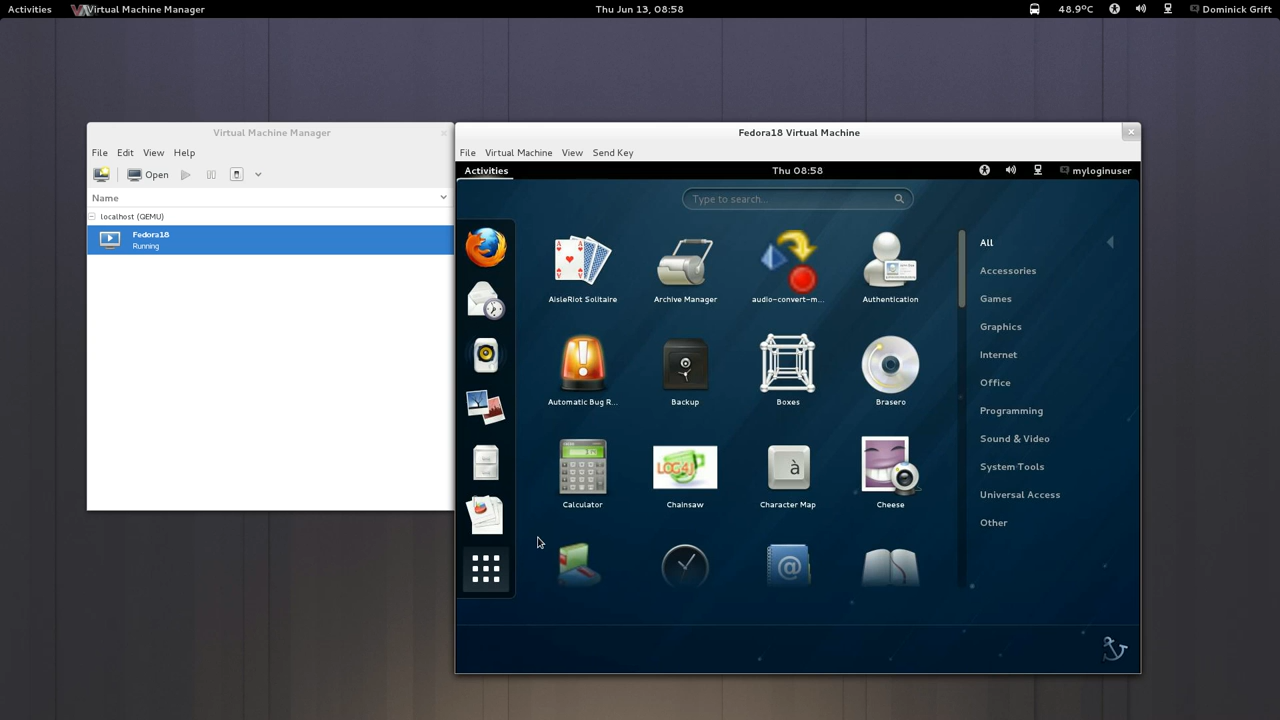 Activities Virtual Machine Manager Thu Jun 13, 08:58 48.9ºC Dominick Grift
Virtual Machine Manager
File Edit View Help
Open
Name
localhost (QEMU)
Fedora18
Running
Fedora18 Virtual Machine
File Virtual Machine View Send Key
Activities Thu 08:58 myloginuser
Type to search...
AisleRiot Solitaire Archive Manager audio-convert-m... Authentication
Automatic Bug R... Backup Boxes Brasero
LOG4J
à
Calculator Chainsaw Character Map Cheese
@
All
Accessories
Games
Graphics
Internet
Office
Programming
Sound & Video
System Tools
Universal Access
Other